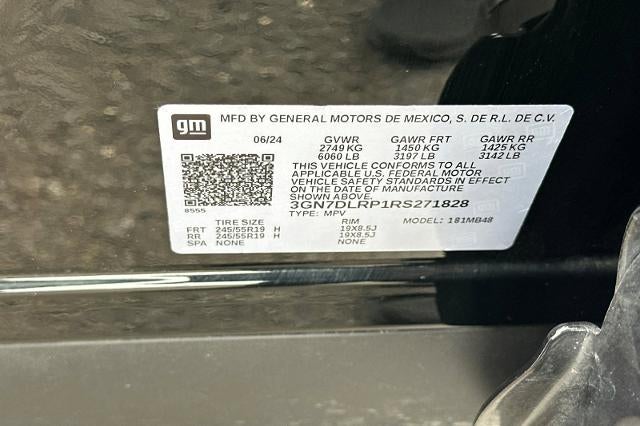 gm MFD BY GENERAL MOTORS DE MEXICO, S. DE R.L. DE C.V.
06/24 GVWR GAWR FRT GAWR RR
2749 KG 1450 KG 1425 KG
6060 LB 3197 LB 3142 LB
THIS VEHICLE CONFORMS TO ALL
APPLICABLE U.S. FEDERAL MOTOR
VEHICLE SAFETY STANDARDS IN EFFECT
ON THE DATE OF MANUFACTURE
SHOWN ABOVE.
3GN7DLRP1RS271828
8555
TYPE: MPV MODEL: 181MB48
TIRE SIZE RIM
FRT 245/55R19 H 19X8.5J
RR 245/55R19 H 19X8.5J
SPA NONE NONE